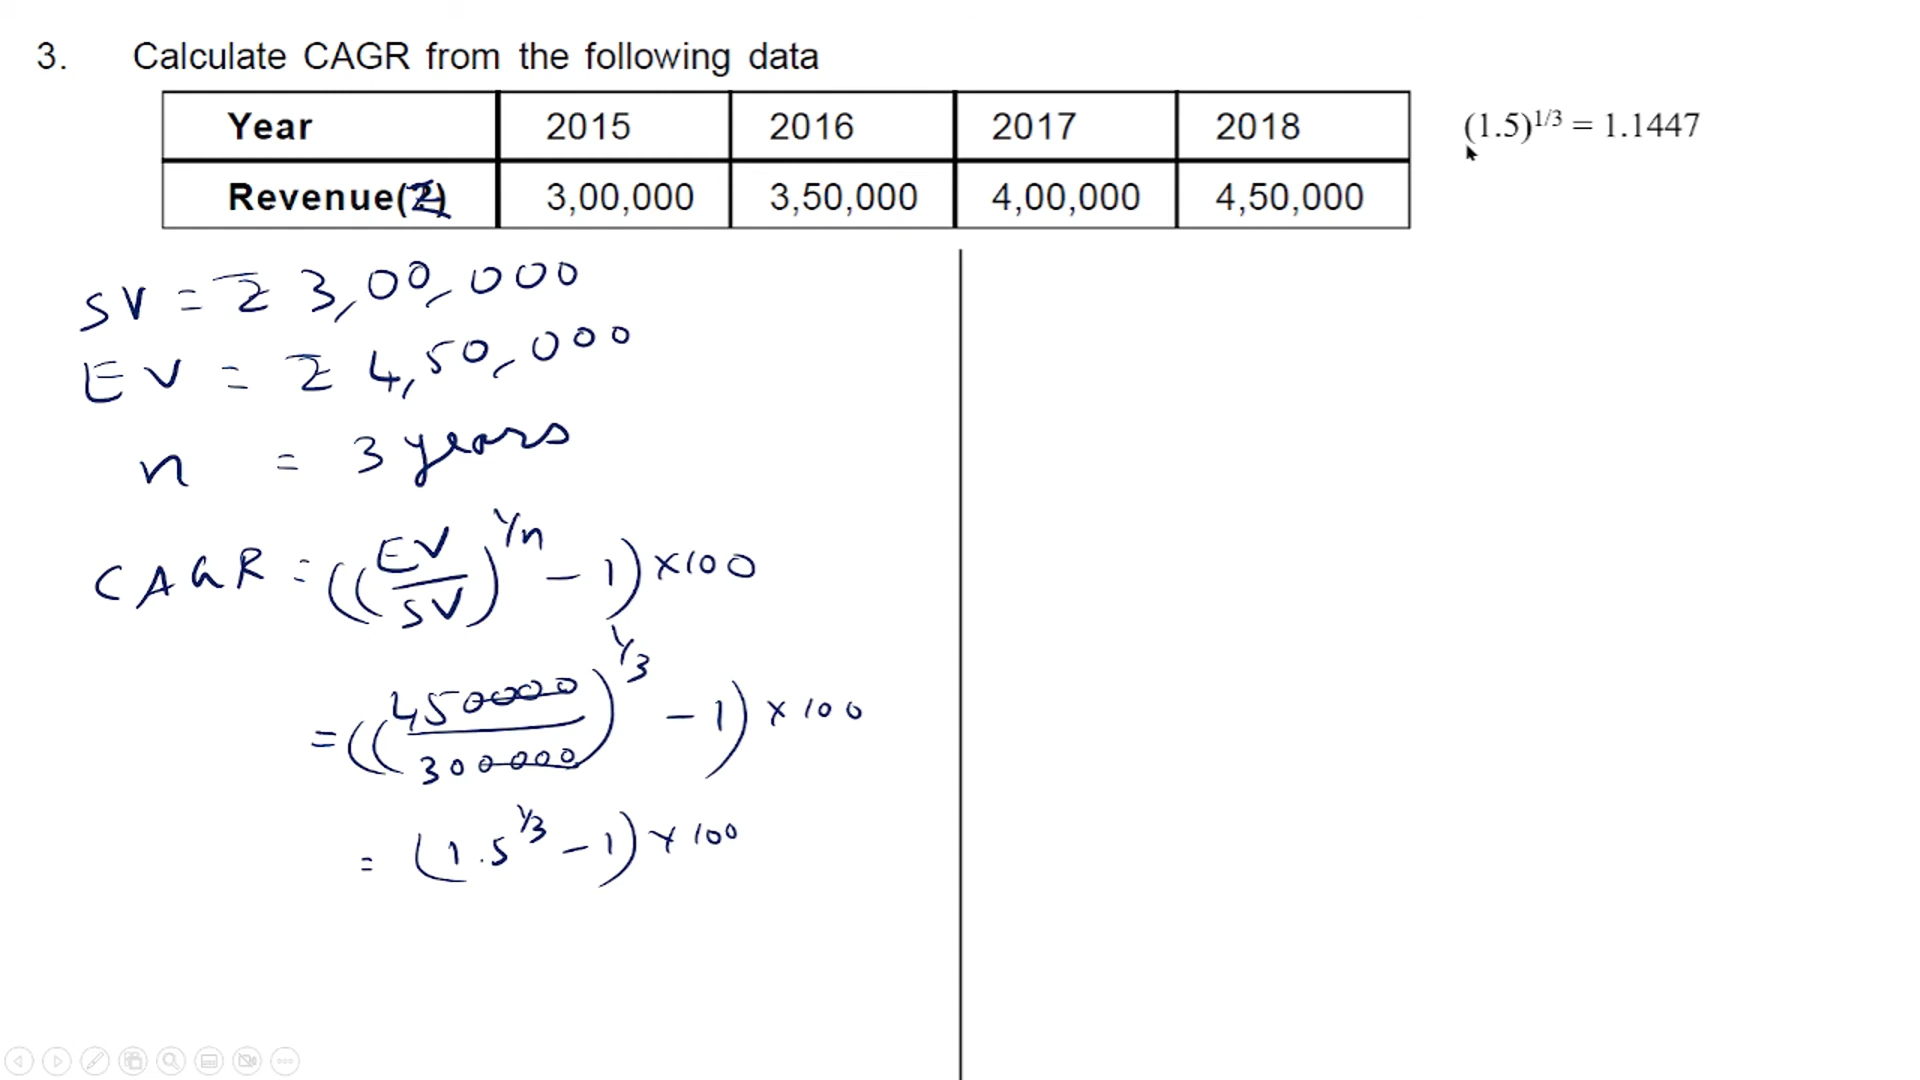 3. Calculate CAGR from the following data
Year 2015 2016 2017 2018
Revenue(₹) 3,00,000 3,50,000 4,00,000 4,50,000
(1.5)^1/3 = 1.1447
SV = ₹ 3,00,000
EV = ₹ 4,50,000
n = 3 years
CAGR = ((EV/SV)^1/n - 1) × 100
= ((450000/300000)^1/3 - 1) × 100
= (1.5^1/3 - 1) × 100